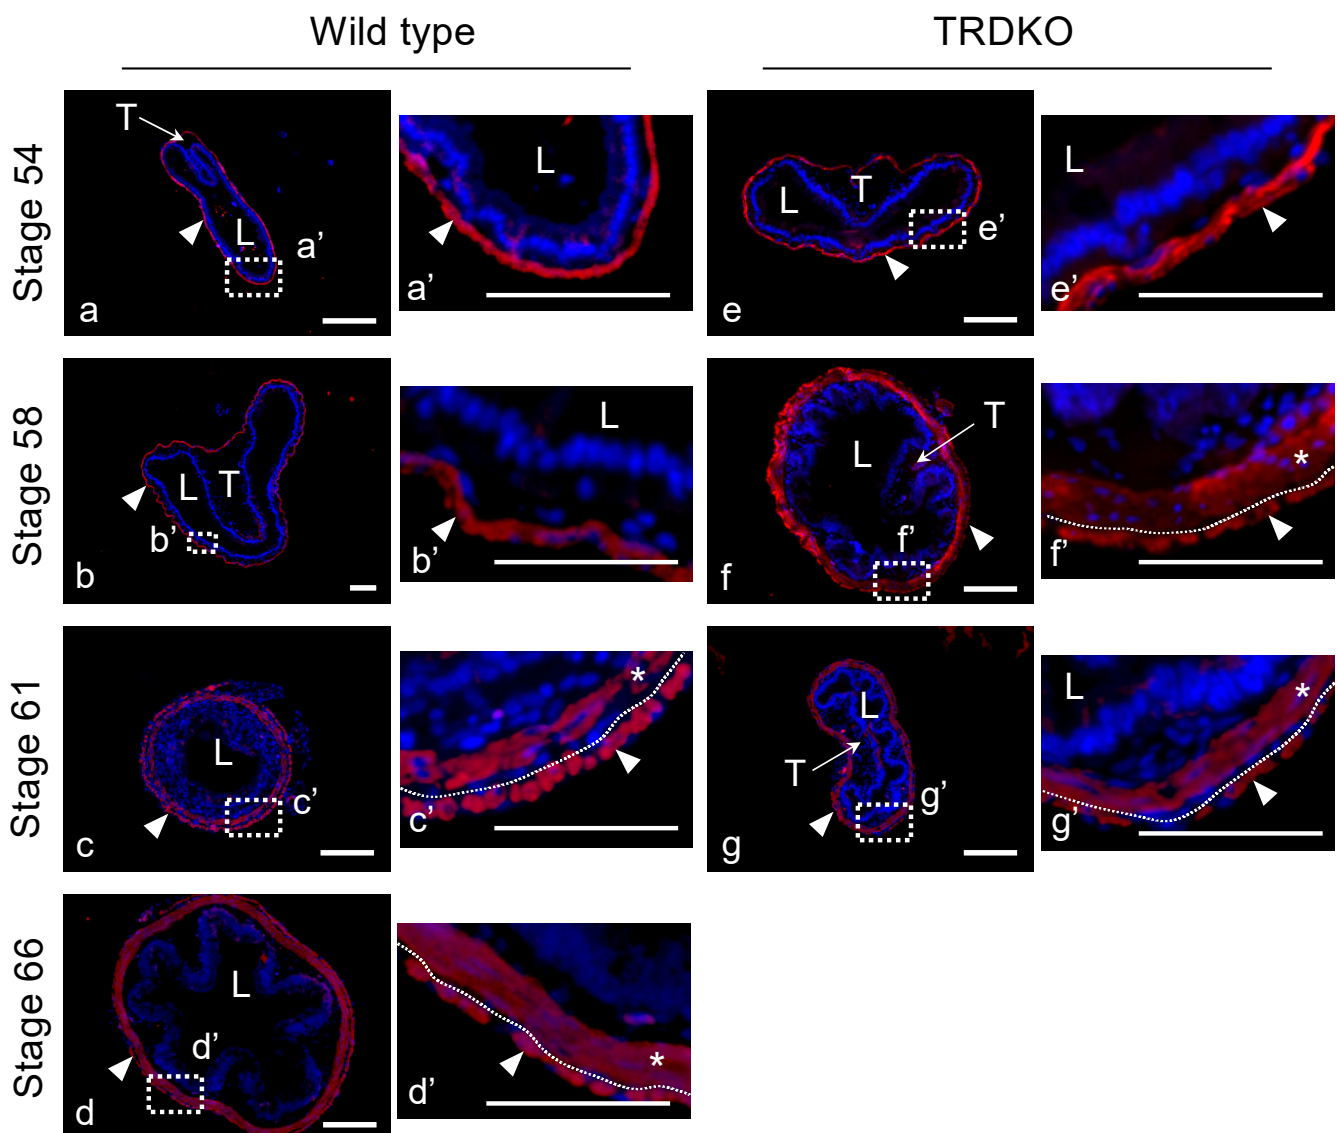 Wild type
TRDKO
Stage 54
T
L
a’
a
L
a’
L
T
e’
e
L
e’
Stage 58
L
T
b’
b
L
b’
L
T
f’
f
*
f’
Stage 61
L
c’
c
*
c’
L
T
g’
g
L
*
g’
Stage 66
L
d’
d
*
d’